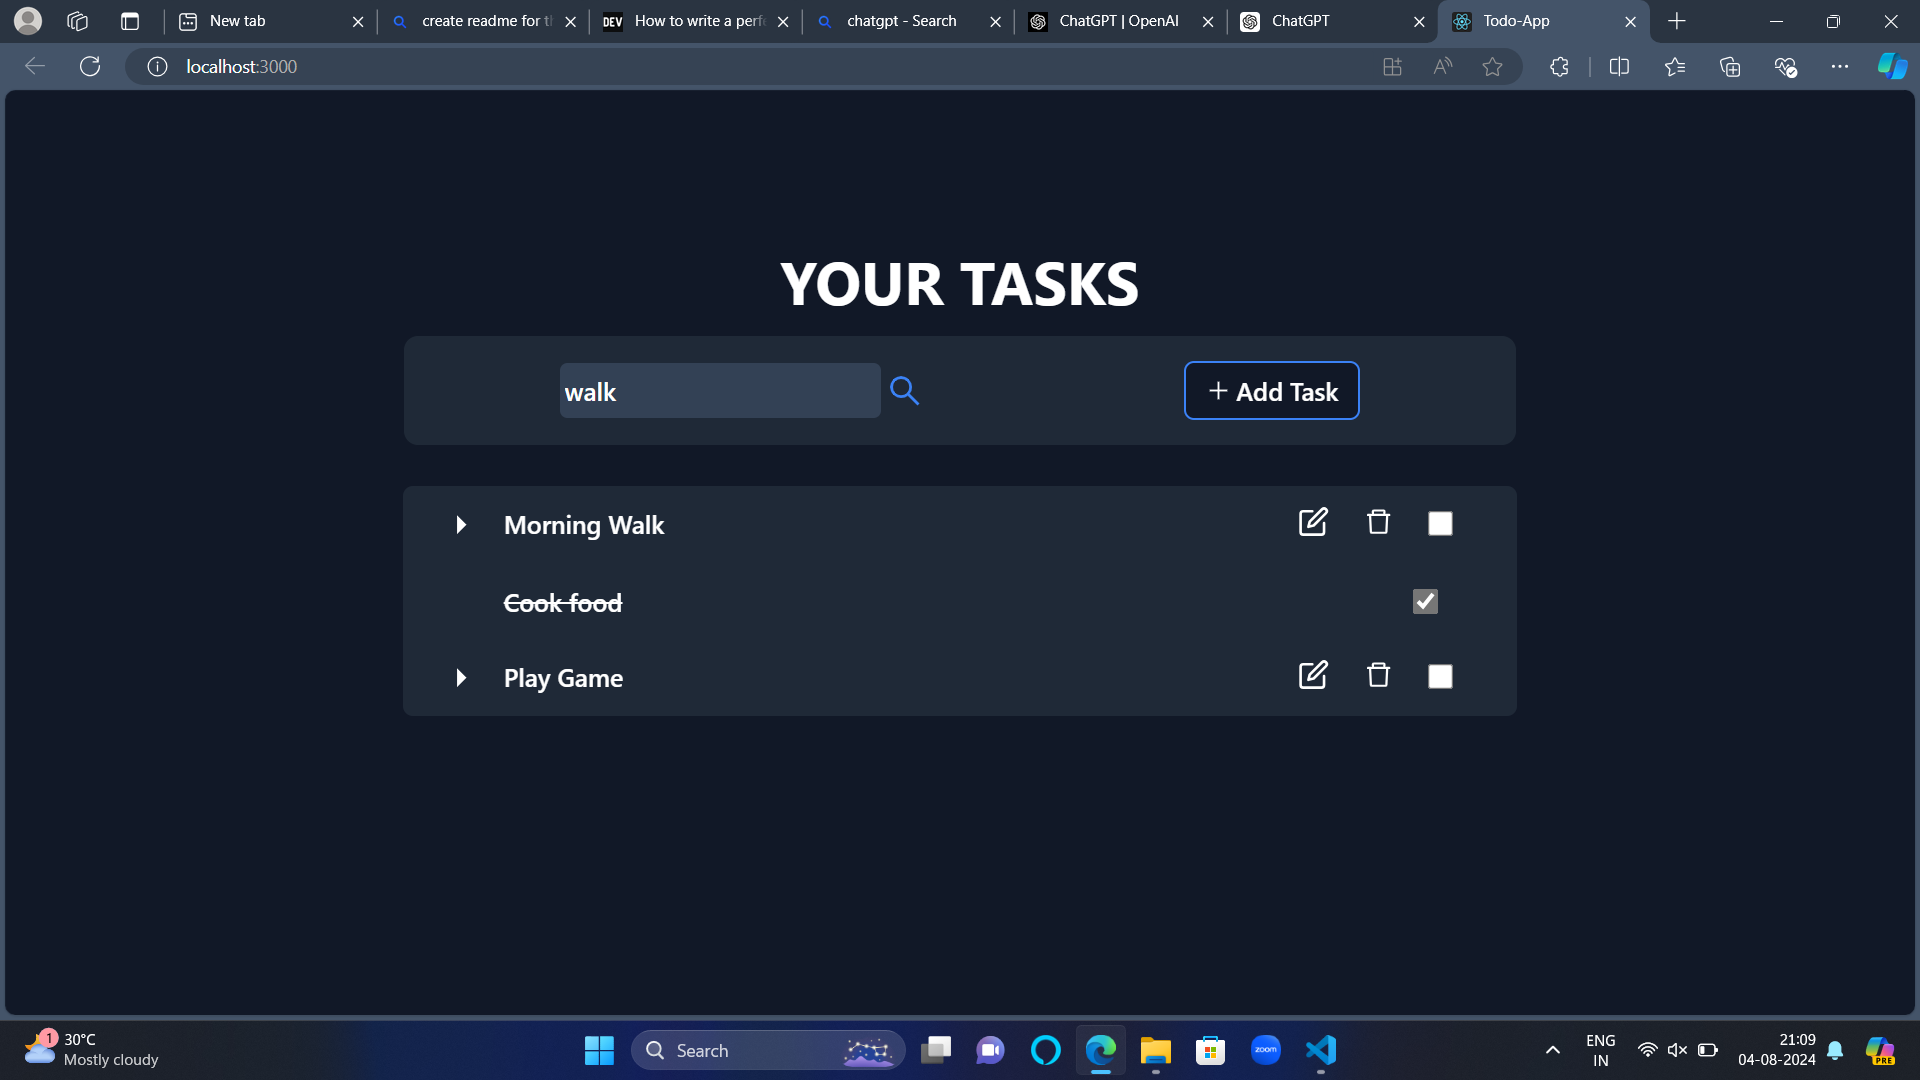 New tab
create readme for t
DEV How to write a perf
chatgpt - Search
ChatGPT | OpenAI
ChatGPT
Todo-App
localhost:3000
YOUR TASKS
walk
+ Add Task
Morning Walk
Cook food
Play Game
1
30°C
Mostly cloudy
Search
zoom
ENG
IN
21:09
04-08-2024
PRE